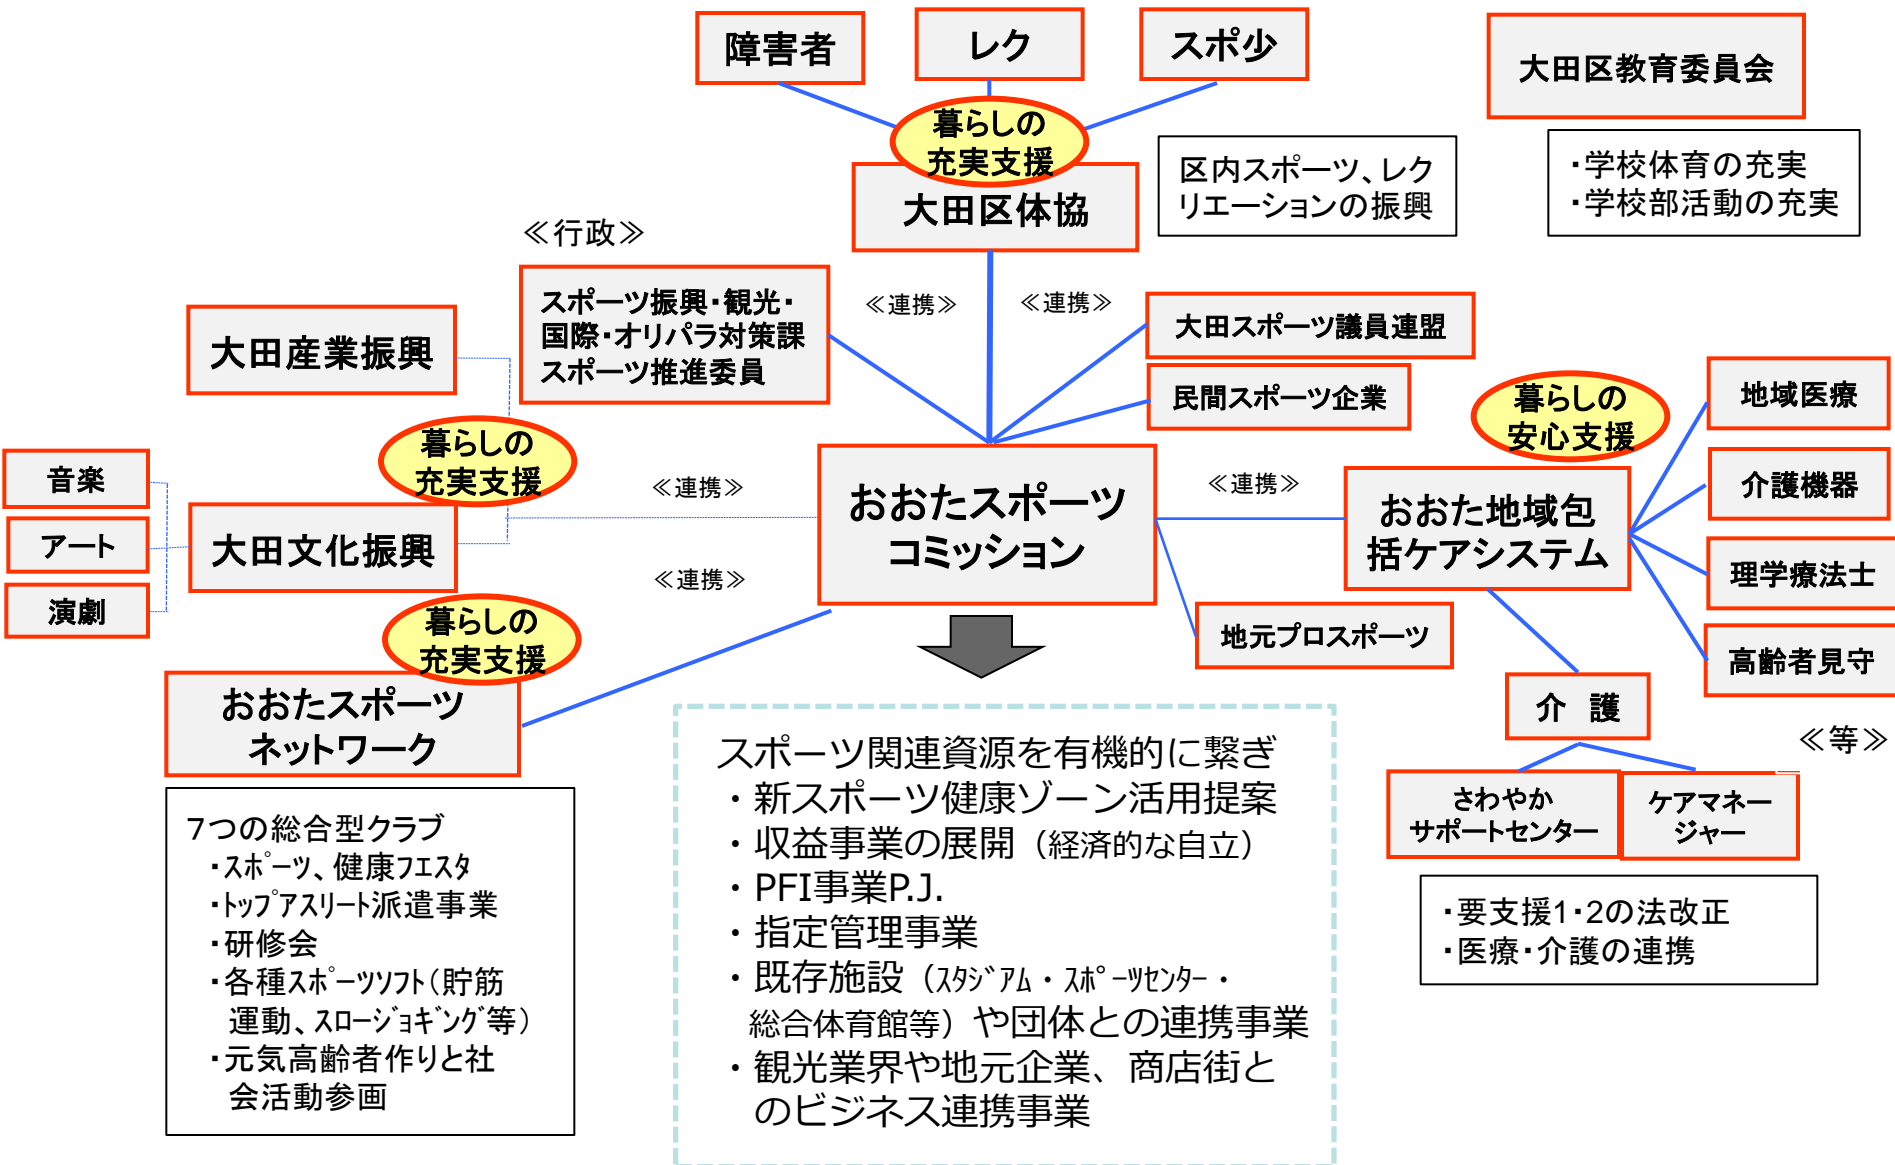 障害者
レク
スポ少
大田区教育委員会
暮らしの
充実支援
大田区体協
区内スポーツ、レク
リエーションの振興
・学校体育の充実
・学校部活動の充実
≪行政≫
スポーツ振興・観光・
国際・オリパラ対策課
スポーツ推進委員
≪連携≫
≪連携≫
大田スポーツ議員連盟
民間スポーツ企業
大田産業振興
暮らしの
充実支援
暮らしの
安心支援
地域医療
介護機器
理学療法士
高齢者見守
音楽
アート
演劇
大田文化振興
≪連携≫
≪連携≫
おおたスポーツ
コミッション
≪連携≫
おおた地域包
括ケアシステム
地元プロスポーツ
暮らしの
充実支援
おおたスポーツ
ネットワーク
介　護
≪等≫
さわやか
サポートセンター
ケアマネー
ジャー
７つの総合型クラブ
・ｽﾎﾟｰﾂ、健康ﾌｴｽﾀ
・ﾄｯﾌﾟｱｽﾘｰﾄ派遣事業
・研修会
・各種ｽﾎﾟｰﾂｿﾌﾄ（貯筋
運動、ｽﾛｰｼﾞｮｷﾞﾝｸﾞ等）
・元気高齢者作りと社
会活動参画
スポーツ関連資源を有機的に繋ぎ
・新スポーツ健康ゾーン活用提案
・収益事業の展開（経済的な自立）
・PFI事業P.J.
・指定管理事業
・既存施設（ｽﾀｼﾞｱﾑ・ｽﾎﾟｰﾂｾﾝﾀｰ・
総合体育館等）や団体との連携事業
・観光業界や地元企業、商店街と
のビジネス連携事業
・要支援1・2の法改正
・医療・介護の連携